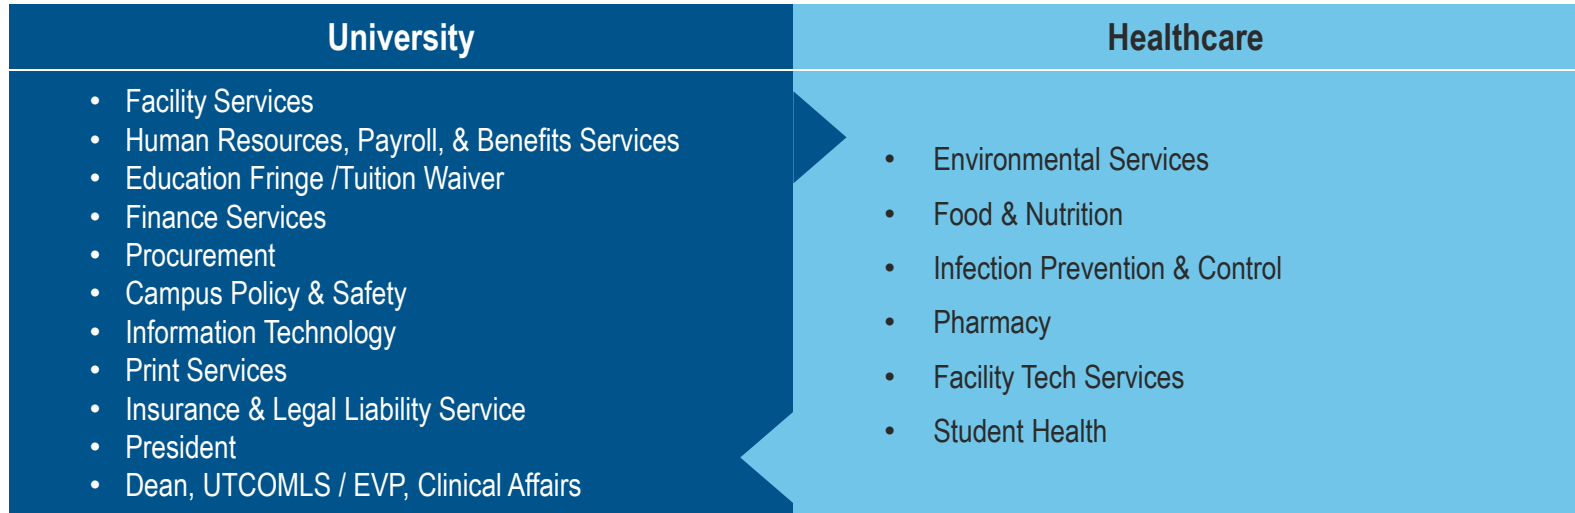 University
• Facility Services
• Human Resources, Payroll, & Benefits Services
• Education Fringe /Tuition Waiver
• Finance Services
• Procurement
• Campus Policy & Safety
• Information Technology
• Print Services
• Insurance & Legal Liability Service
• President
• Dean, UTCOMLS / EVP, Clinical Affairs
Healthcare
• Environmental Services
• Food & Nutrition
• Infection Prevention & Control
• Pharmacy
• Facility Tech Services
• Student Health